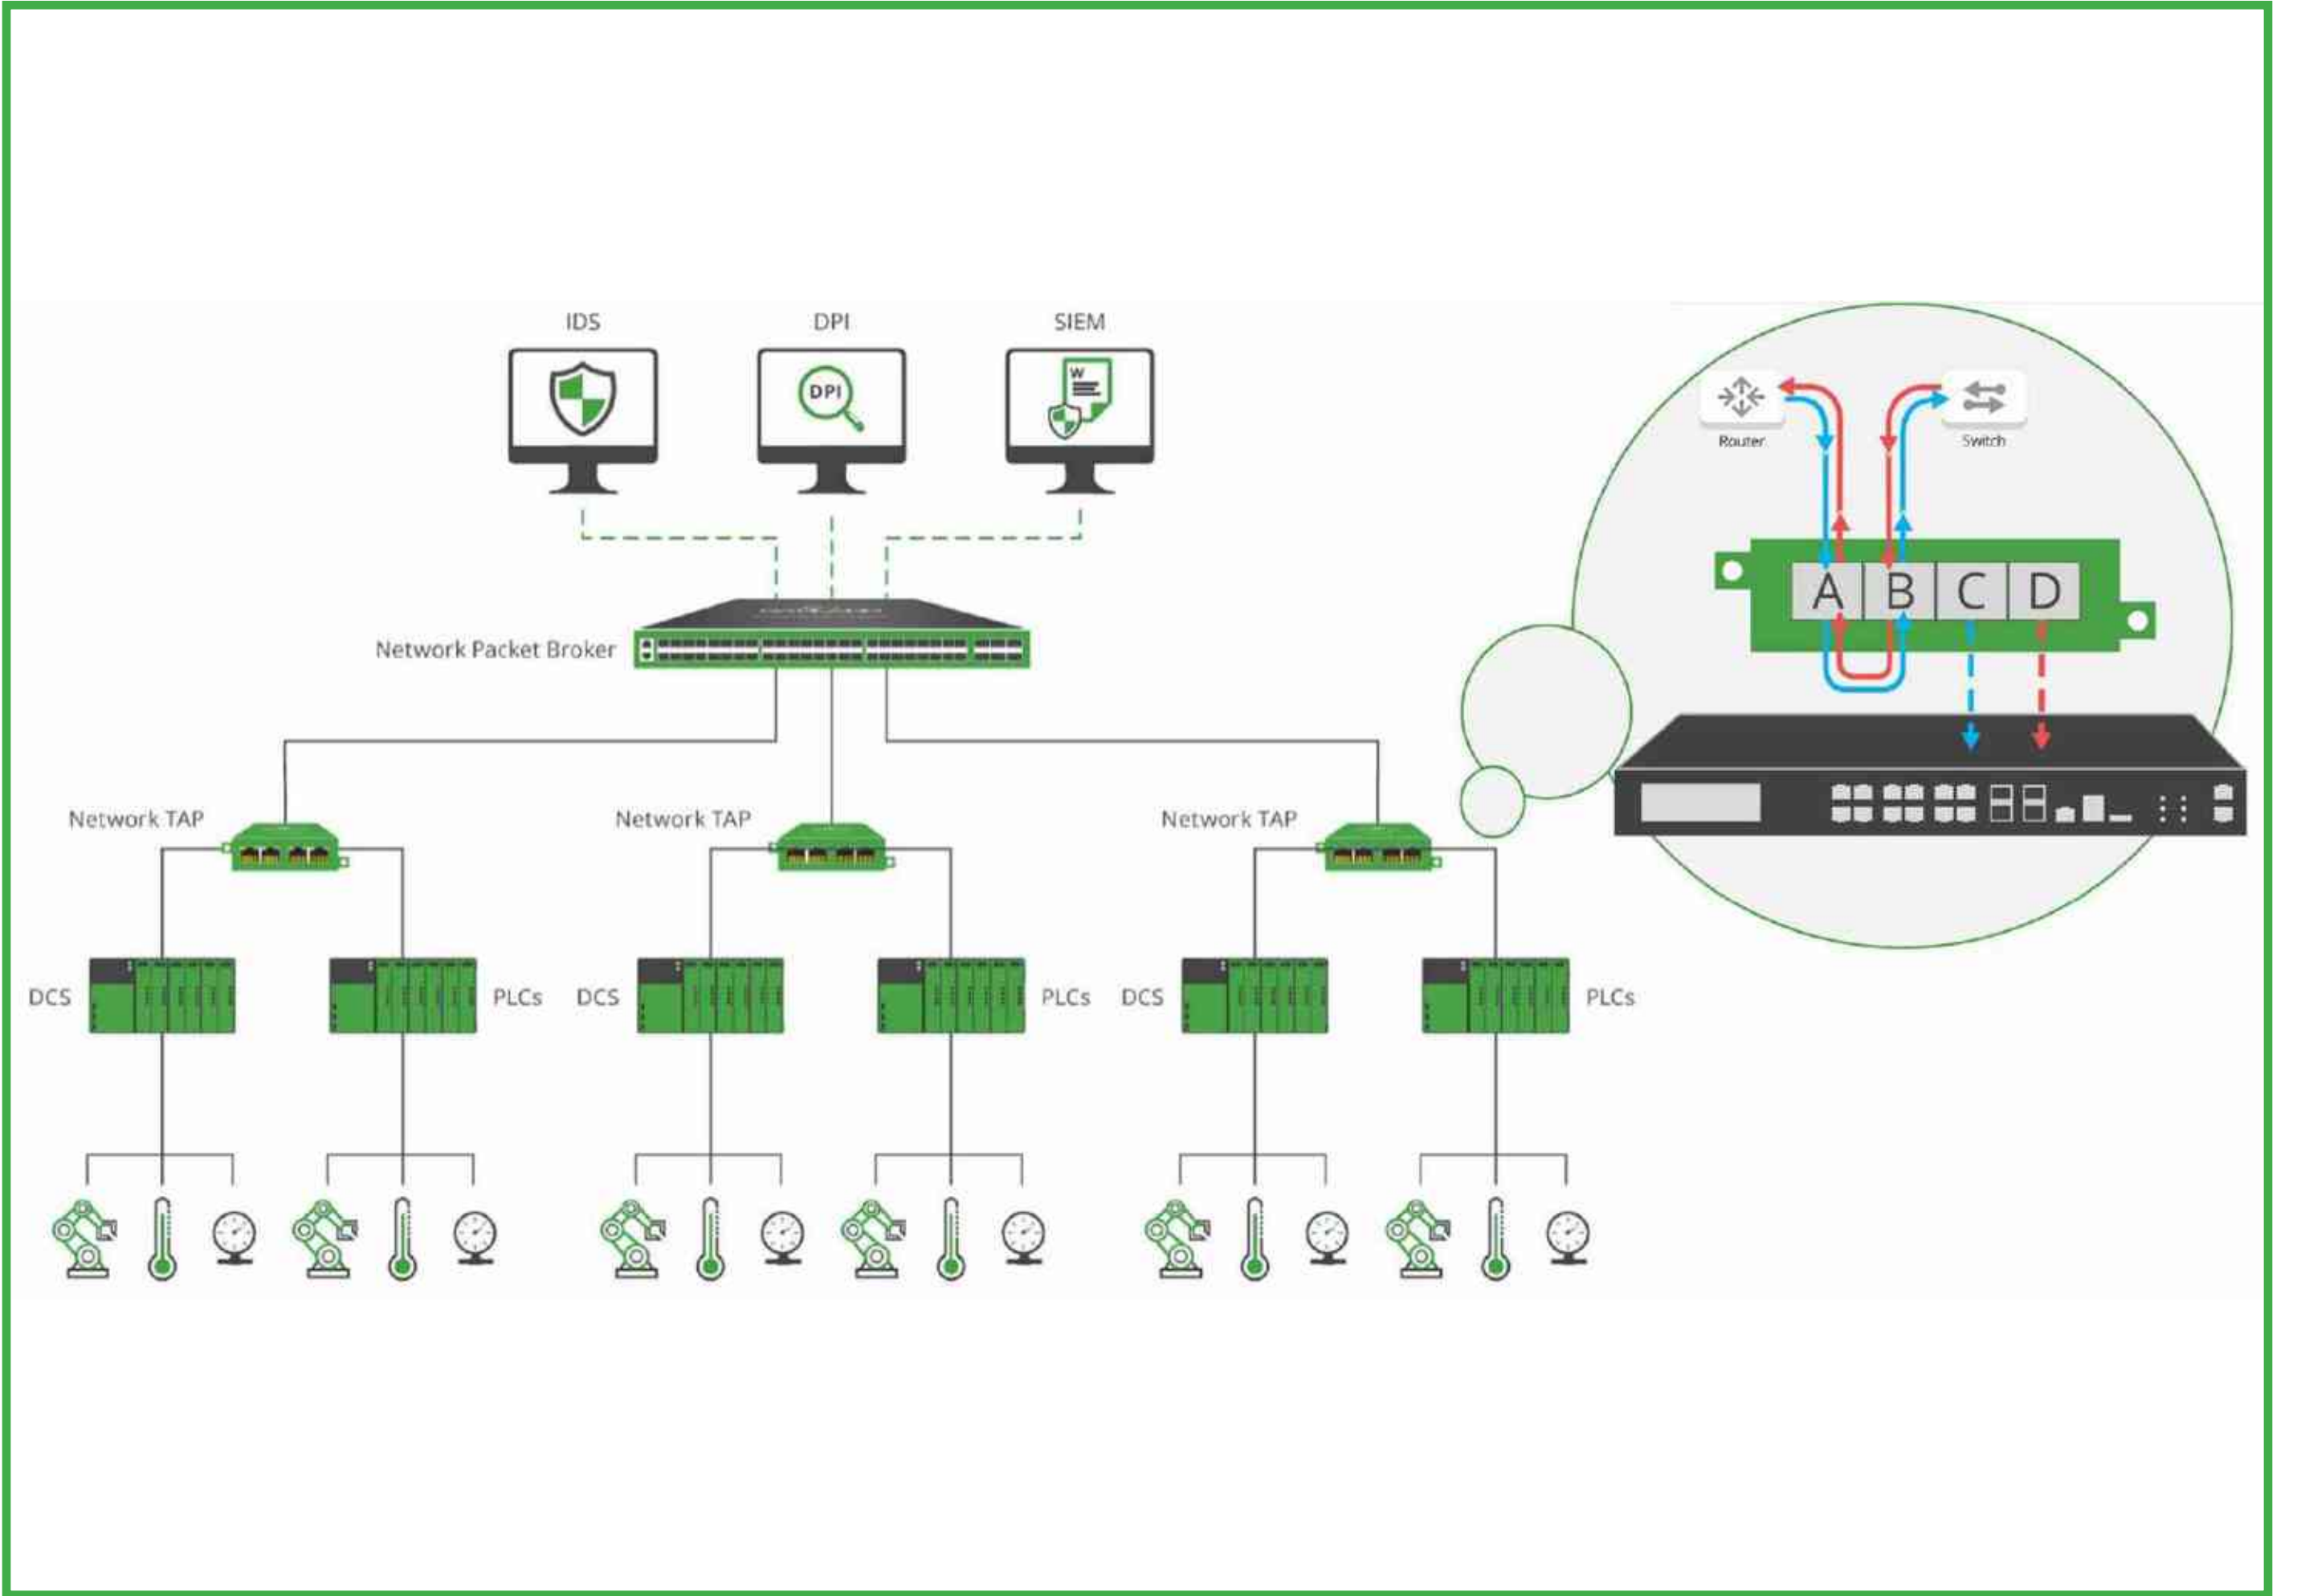 IDS
DPI
SIEM
DPI
W
Router
Switch
A B C D
Network Packet Broker
Network TAP
Network TAP
Network TAP
DCS
PLCs
DCS
PLCs
DCS
PLCs